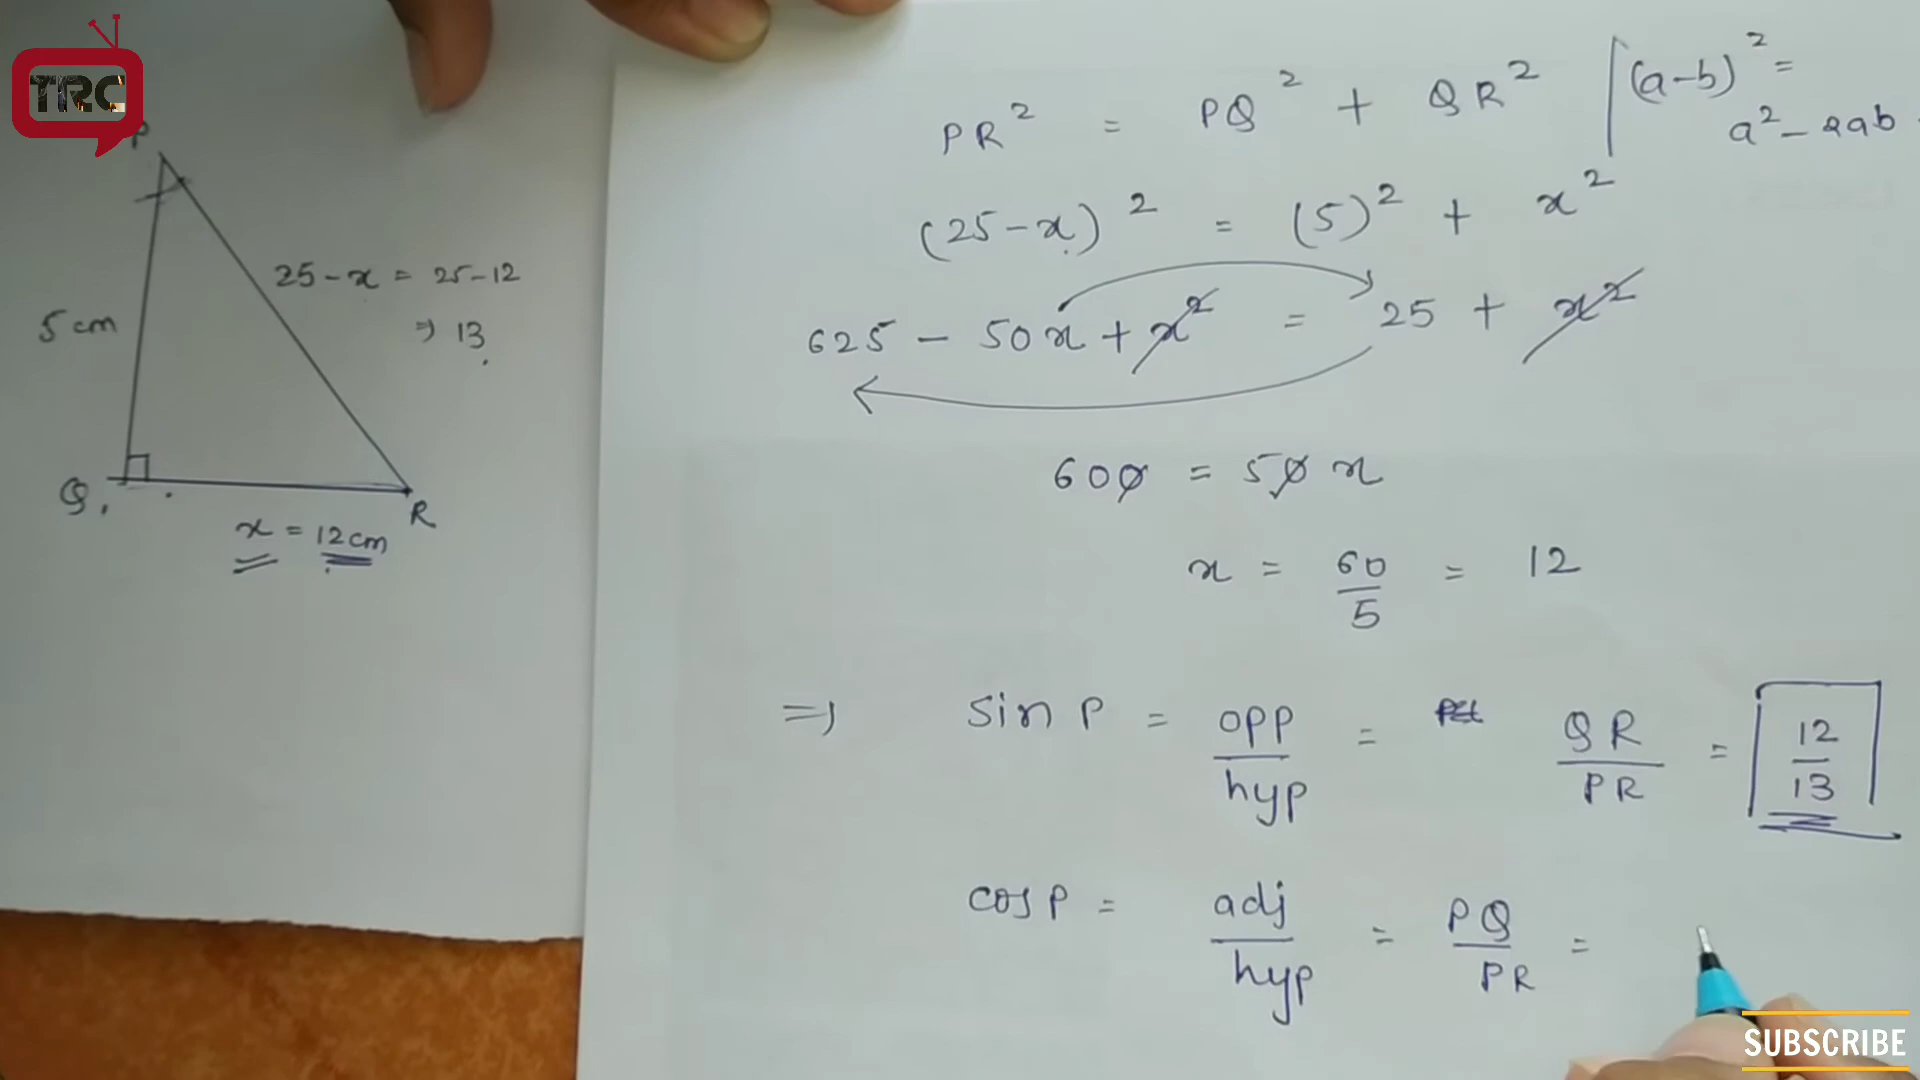 TRC
P
5 cm
25 - x = 25 - 12
⇒ 13
Q
R
x = 12 cm
PR² = PQ² + QR² | (a-b)² =
a² - 2ab
(25 - x)² = (5)² + x²
625 - 50x + x² = 25 + x²
600 = 50 x
x = 60/5 = 12
⇒ sin P = opp/hyp = QR/PR = 12/13
cos P = adj/hyp = PQ/PR =
SUBSCRIBE